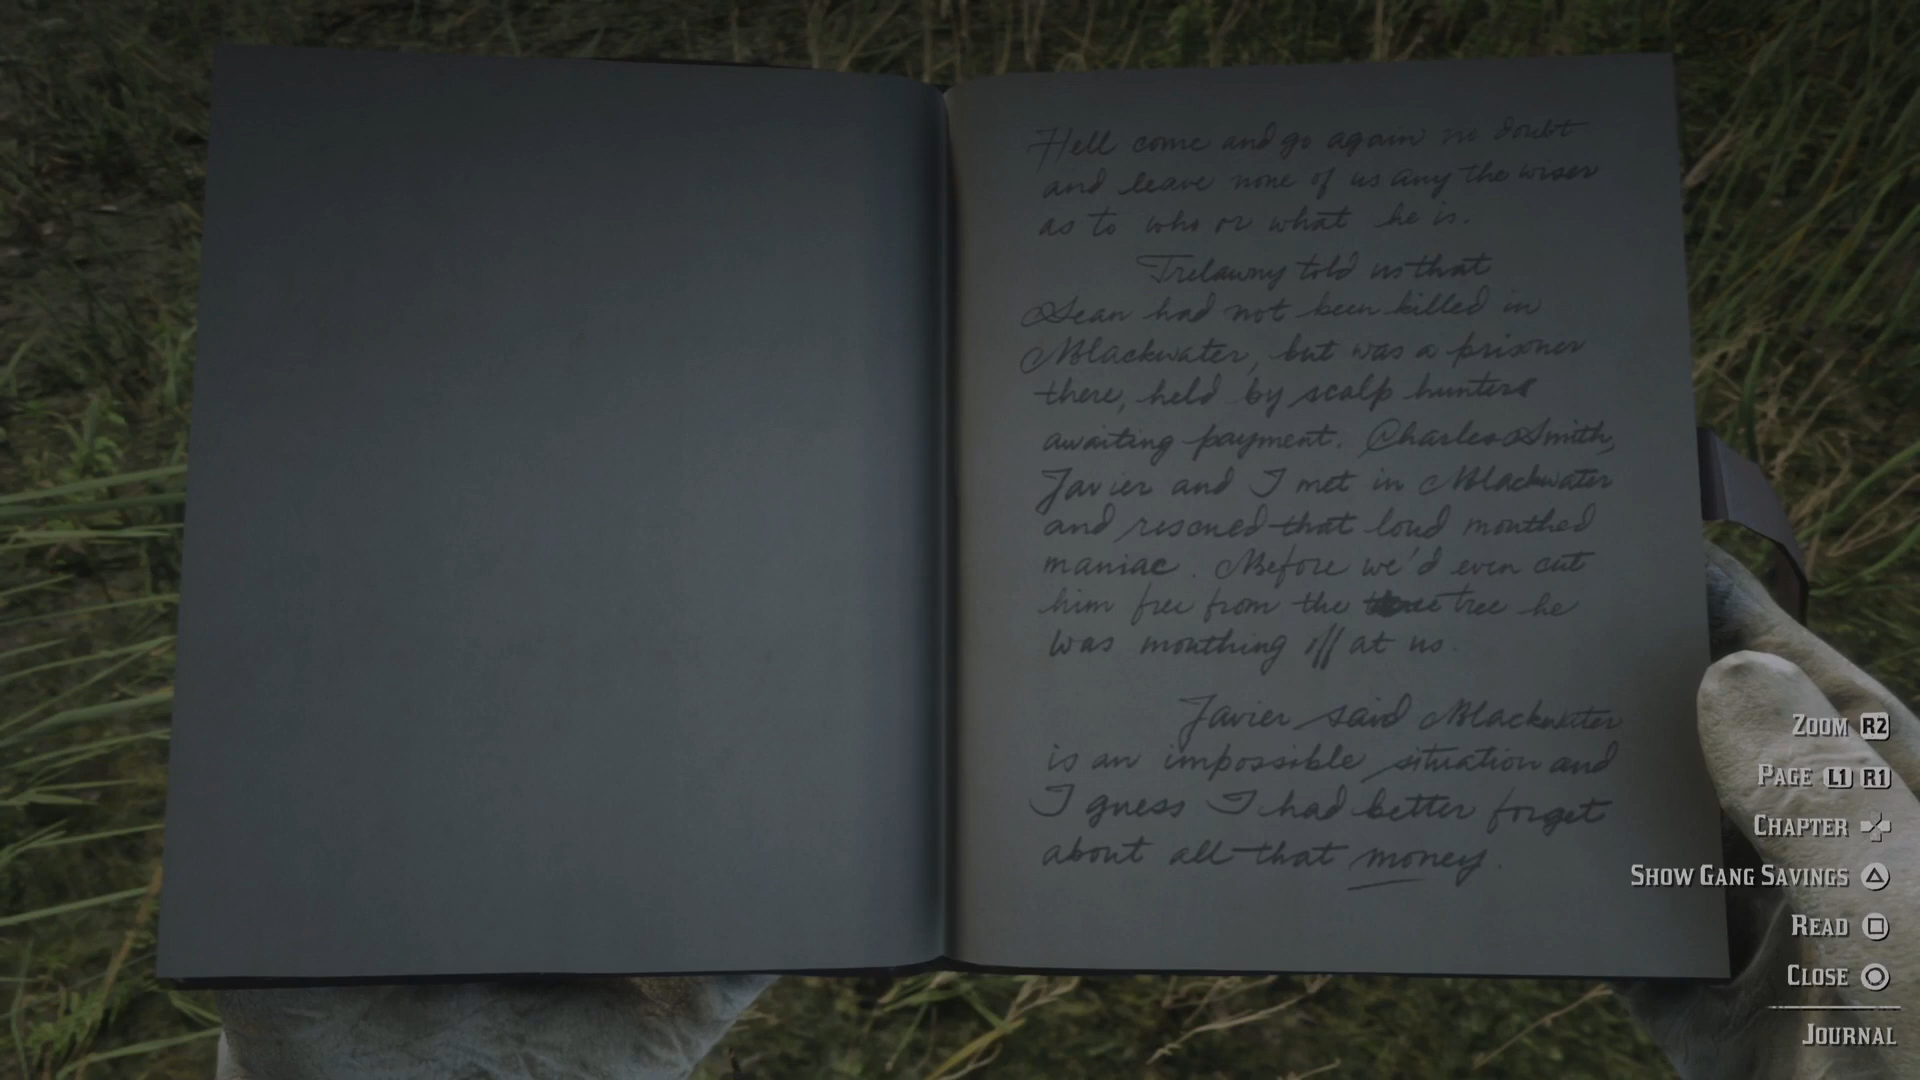 Hell come and go again no doubt
and leave none of us any the wiser
as to who or what he is.
Trelawny told us that
Sean had not been killed in
Blackwater, but was a prisoner
there, held by scalp hunters
awaiting payment. Charles Smith,
Javier and I met in Blackwater
and rescued that loud mouthed
maniac. Before we'd even cut
him free from the tree he
was mouthing off at us.
Javier said Blackwater
is an impossible situation and
I guess I had better forget
about all that money.
ZOOM R2
PAGE L1 R1
CHAPTER
SHOW GANG SAVINGS
READ
CLOSE
JOURNAL